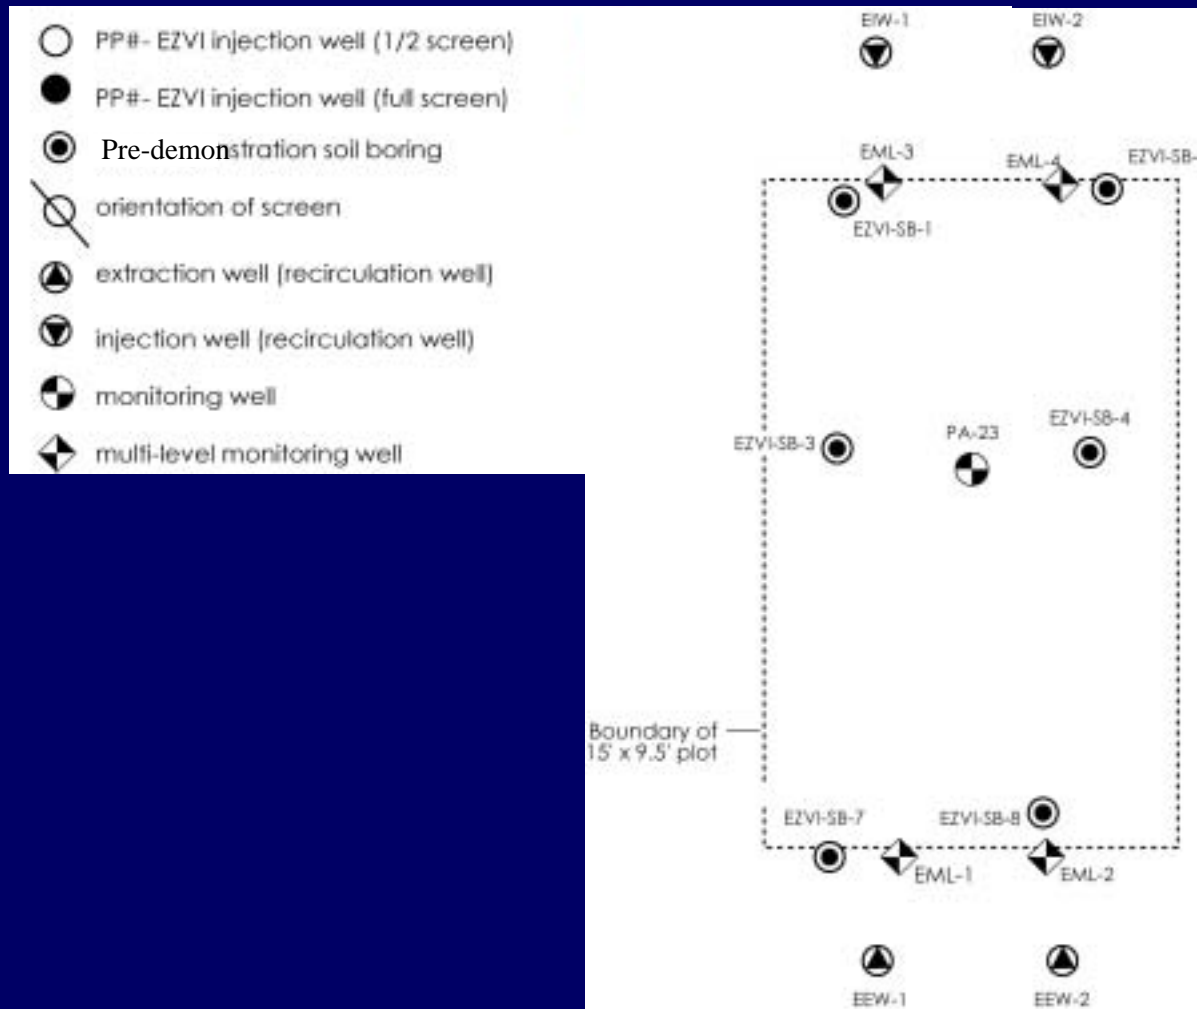 PP#- EZVI injection well (1/2 screen)
PP#- EZVI injection well (full screen)
Pre-demonstration soil boring
orientation of screen
extraction well (recirculation well)
injection well (recirculation well)
monitoring well
multi-level monitoring well
EIW-1
EIW-2
EML-3
EML-4
EZVI-SB-
EZVI-SB-1
EZVI-SB-3
PA-23
EZVI-SB-4
Boundary of
15' x 9.5' plot
EZVI-SB-7
EZVI-SB-8
EML-1
EML-2
EEW-1
EEW-2